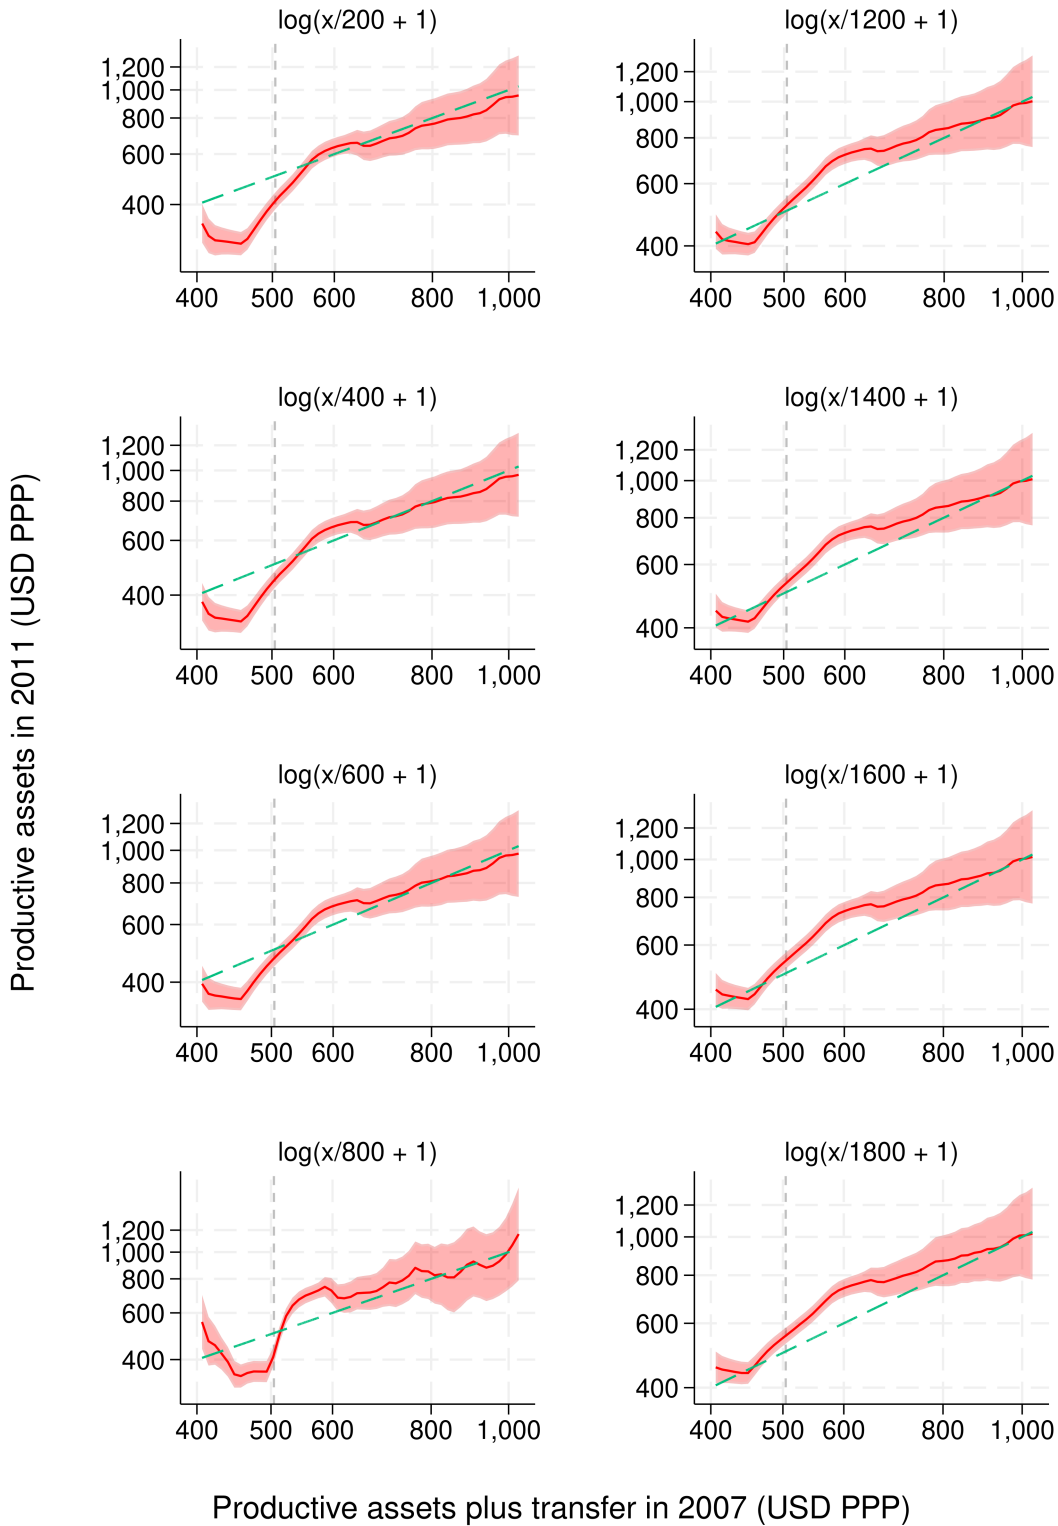 log(x/200 + 1)
1,200
1,000
800
600
400
400 500 600 800 1,000
log(x/1200 + 1)
1,200
1,000
800
600
400
400 500 600 800 1,000
log(x/400 + 1)
1,200
1,000
800
600
400
400 500 600 800 1,000
log(x/1400 + 1)
1,200
1,000
800
600
400
400 500 600 800 1,000
log(x/600 + 1)
1,200
1,000
800
600
400
400 500 600 800 1,000
log(x/1600 + 1)
1,200
1,000
800
600
400
400 500 600 800 1,000
log(x/800 + 1)
1,200
1,000
800
600
400
400 500 600 800 1,000
log(x/1800 + 1)
1,200
1,000
800
600
400
400 500 600 800 1,000
Productive assets in 2011 (USD PPP)
Productive assets plus transfer in 2007 (USD PPP)